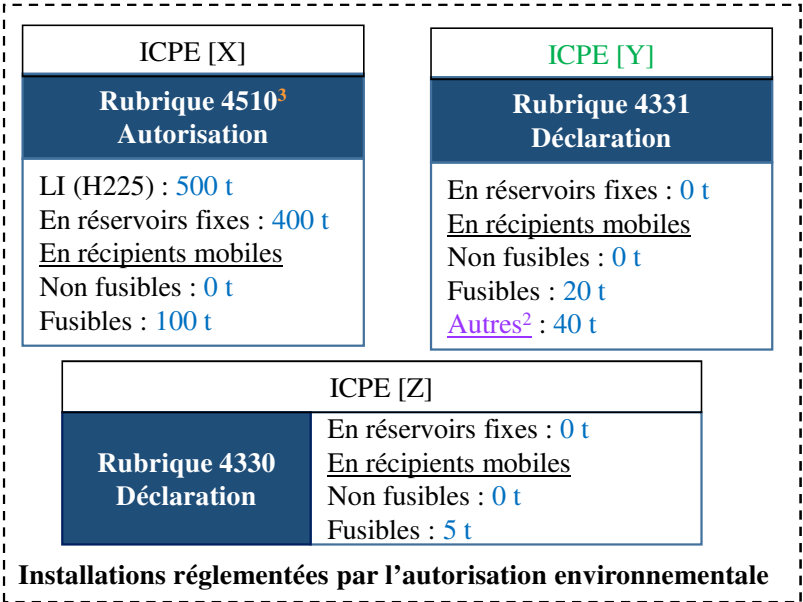 ICPE [X]
Rubrique 4510³
Autorisation
LI (H225) : 500 t
En réservoirs fixes : 400 t
En récipients mobiles
Non fusibles : 0 t
Fusibles : 100 t
ICPE [Y]
Rubrique 4331
Déclaration
En réservoirs fixes : 0 t
En récipients mobiles
Non fusibles : 0 t
Fusibles : 20 t
Autres² : 40 t
ICPE [Z]
Rubrique 4330
Déclaration
En réservoirs fixes : 0 t
En récipients mobiles
Non fusibles : 0 t
Fusibles : 5 t
Installations réglementées par l’autorisation environnementale